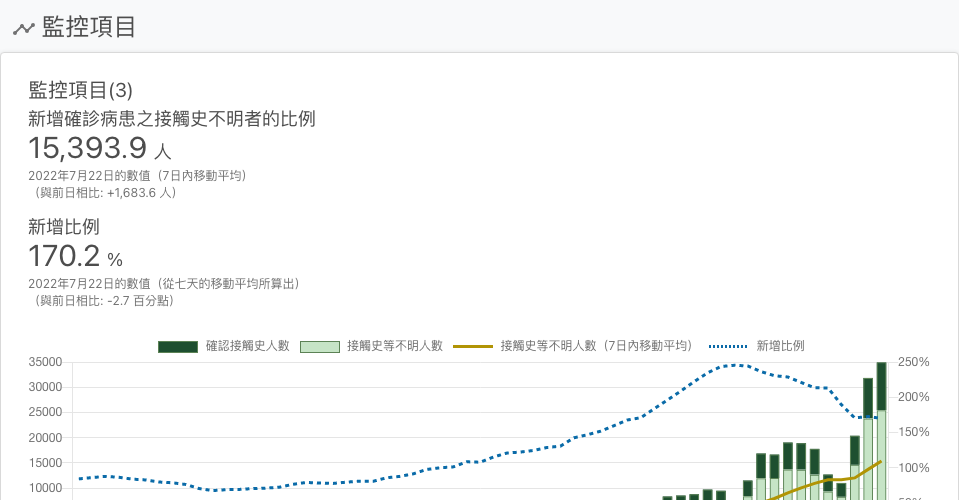 監控項目
監控項目(3)
新增確診病患之接觸史不明者的比例
15,393.9 人
2022年7月22日的數值（7日內移動平均）
（與前日相比: +1,683.6 人）
新增比例
170.2 %
2022年7月22日的數值（從七天的移動平均所算出）
（與前日相比: -2.7 百分點）
確認接觸史人數 接觸史等不明人數 接觸史等不明人數（7日內移動平均） 新增比例
35000 250%
30000
25000 200%
20000 150%
15000
10000 100%